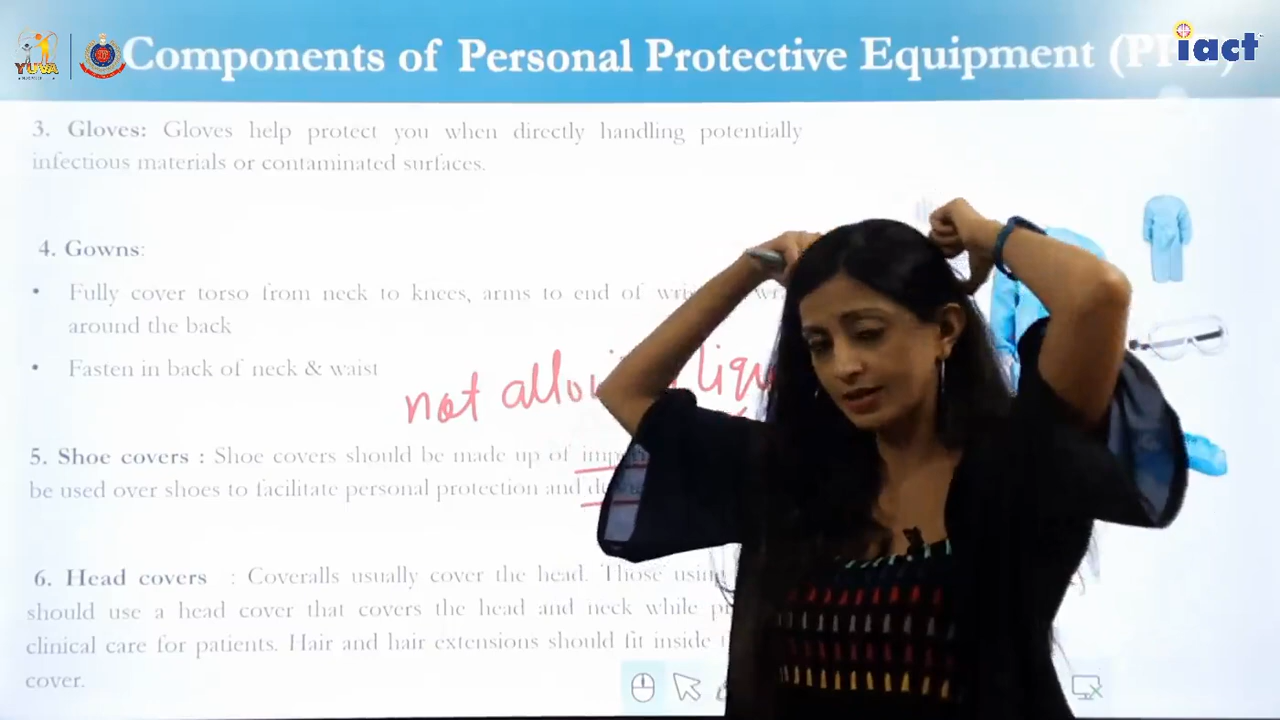 Components of Personal Protective Equipment
iact
YUVA
3. Gloves: Gloves help protect you when directly handling potentially
infectious materials or contaminated surfaces.
4. Gowns:
• Fully cover torso from neck to knees, arms to end of
around the back
• Fasten in back of neck & waist
not
5. Shoe covers : Shoe covers should be made up of
be used over shoes to facilitate personal protection and
6. Head covers : Coveralls usually cover the head. Those using
should use a head cover that covers the head and neck while
clinical care for patients. Hair and hair extensions should fit inside
cover.